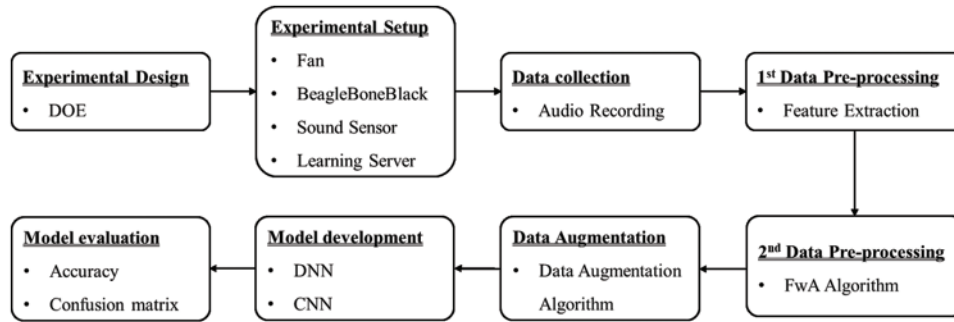 Experimental Design
• DOE
Experimental Setup
• Fan
• BeagleBoneBlack
• Sound Sensor
• Learning Server
Data collection
• Audio Recording
1st Data Pre-processing
• Feature Extraction
2nd Data Pre-processing
• FwA Algorithm
Data Augmentation
• Data Augmentation
Algorithm
Model development
• DNN
• CNN
Model evaluation
• Accuracy
• Confusion matrix